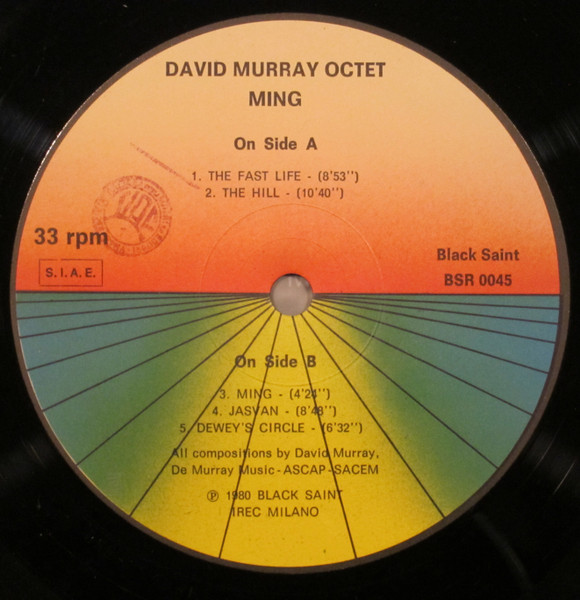 DAVID MURRAY OCTET
MING
On Side A
1. THE FAST LIFE - (8'53'')
2. THE HILL - (10'40'')
33 rpm
S.I.A.E.
Black Saint
BSR 0045
On Side B
3. MING - (4'24'')
4. JASVAN - (8'48'')
5. DEWEY'S CIRCLE - (6'32'')
All compositions by David Murray,
De Murray Music - ASCAP - SACEM
℗ 1980 BLACK SAINT
IREC MILANO